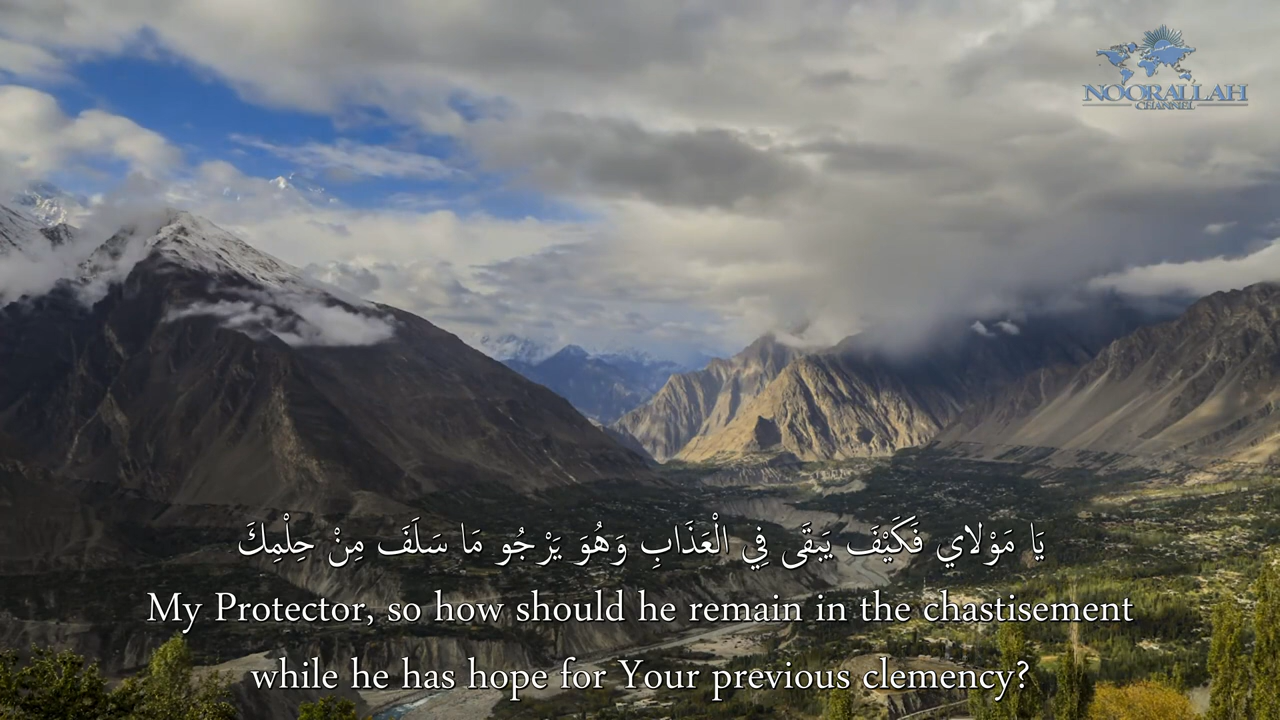 NOORALLAH
CHANNEL
يَا مَوْلاي فَكَيْفَ يَبْقَى فِي الْعَذَابِ وَهُوَ يَرْجُو مَا سَلَفَ مِنْ حِلْمِكَ
My Protector, so how should he remain in the chastisement
while he has hope for Your previous clemency?